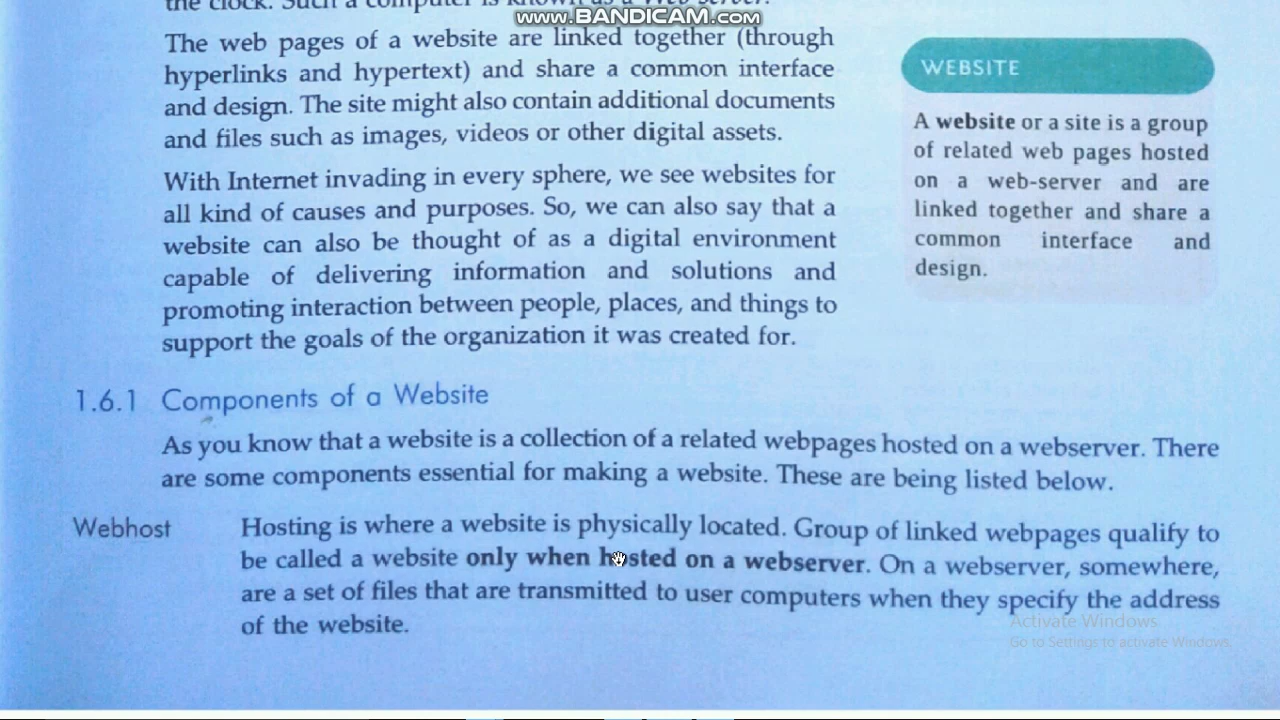 the clock. Such a computer is known as a Web server.
www.BANDICAM.com
The web pages of a website are linked together (through
hyperlinks and hypertext) and share a common interface
and design. The site might also contain additional documents
and files such as images, videos or other digital assets.
With Internet invading in every sphere, we see websites for
all kind of causes and purposes. So, we can also say that a
website can also be thought of as a digital environment
capable of delivering information and solutions and
promoting interaction between people, places, and things to
support the goals of the organization it was created for.
WEBSITE
A website or a site is a group
of related web pages hosted
on a web-server and are
linked together and share a
common interface and
design.
1.6.1 Components of a Website
As you know that a website is a collection of a related webpages hosted on a webserver. There
are some components essential for making a website. These are being listed below.
Webhost
Hosting is where a website is physically located. Group of linked webpages qualify to
be called a website only when hosted on a webserver. On a webserver, somewhere,
are a set of files that are transmitted to user computers when they specify the address
of the website.
Activate Windows
Go to Settings to activate Windows.